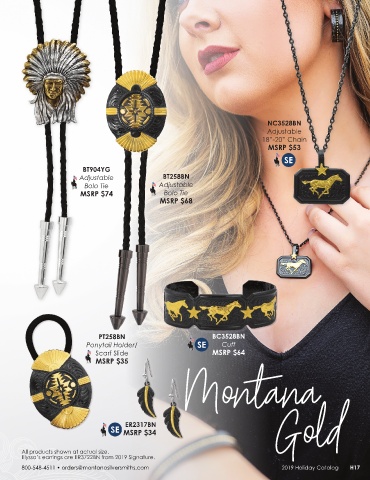 NC3528BN
Adjustable
18"-20" Chain
MSRP $53
SE
BT904YG
Adjustable
Bolo Tie
MSRP $74
BT258BN
Adjustable
Bolo Tie
MSRP $68
PT258BN
Ponytail Holder/
Scarf Slide
MSRP $35
SE
BC3528BN
Cuff
MSRP $64
SE
ER2317BN
MSRP $34
Montana
Gold
All products shown at actual size.
Elyssa's earrings are ER3722BN from 2019 Signature.
800-548-4511 • orders@montanasilversmiths.com
2019 Holiday Catalog H17